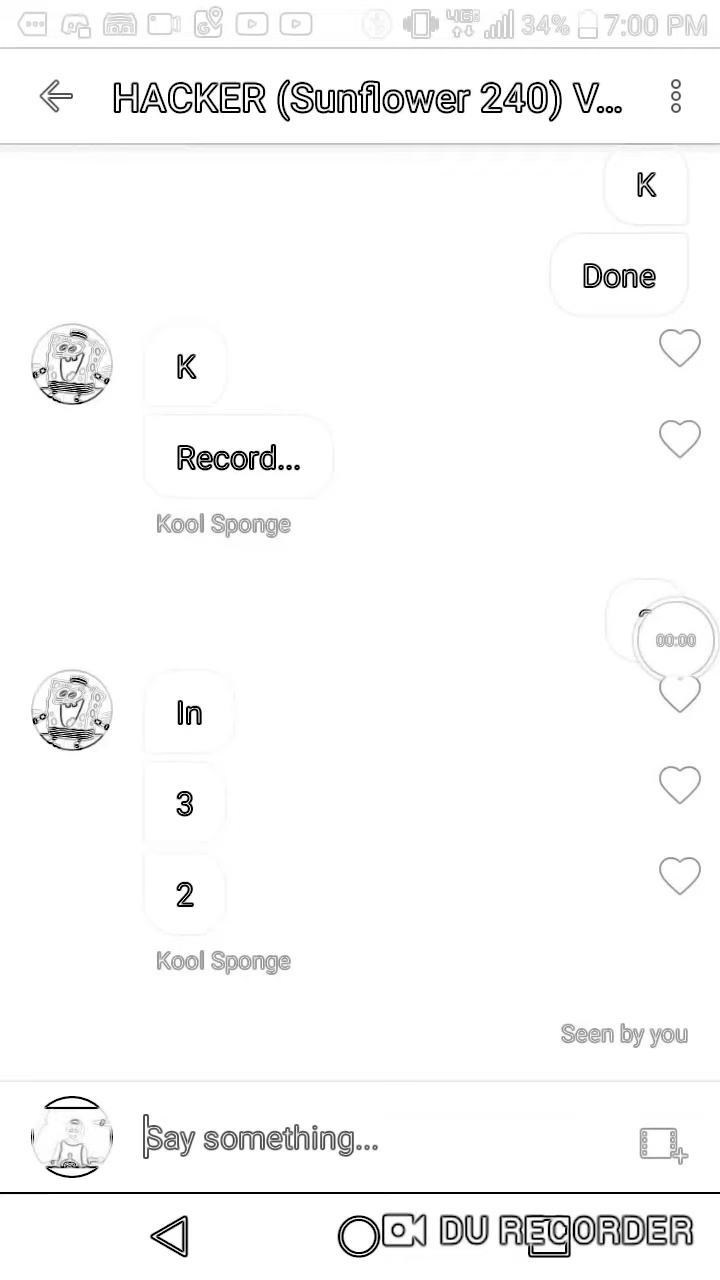 34% 7:00 PM
HACKER (Sunflower 240) V...
K
Done
K
Record...
Kool Sponge
00:00
In
3
2
Kool Sponge
Seen by you
Say something...
DU RECORDER